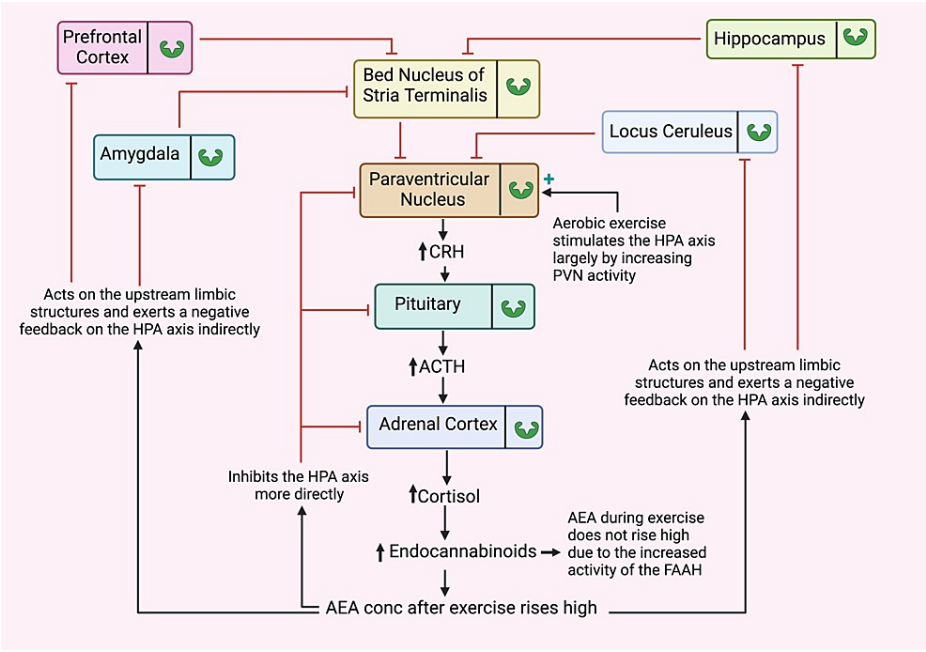 Prefrontal
Cortex
Hippocampus
Bed Nucleus of
Stria Terminalis
Locus Ceruleus
Amygdala
Paraventricular
Nucleus
+
Aerobic exercise
stimulates the HPA axis
largely by increasing
PVN activity
CRH
Acts on the upstream limbic
structures and exerts a negative
feedback on the HPA axis indirectly
Pituitary
ACTH
Acts on the upstream limbic
structures and exerts a negative
feedback on the HPA axis indirectly
Adrenal Cortex
Inhibits the HPA axis
more directly
Cortisol
Endocannabinoids
AEA during exercise
does not rise high
due to the increased
activity of the FAAH
AEA conc after exercise rises high